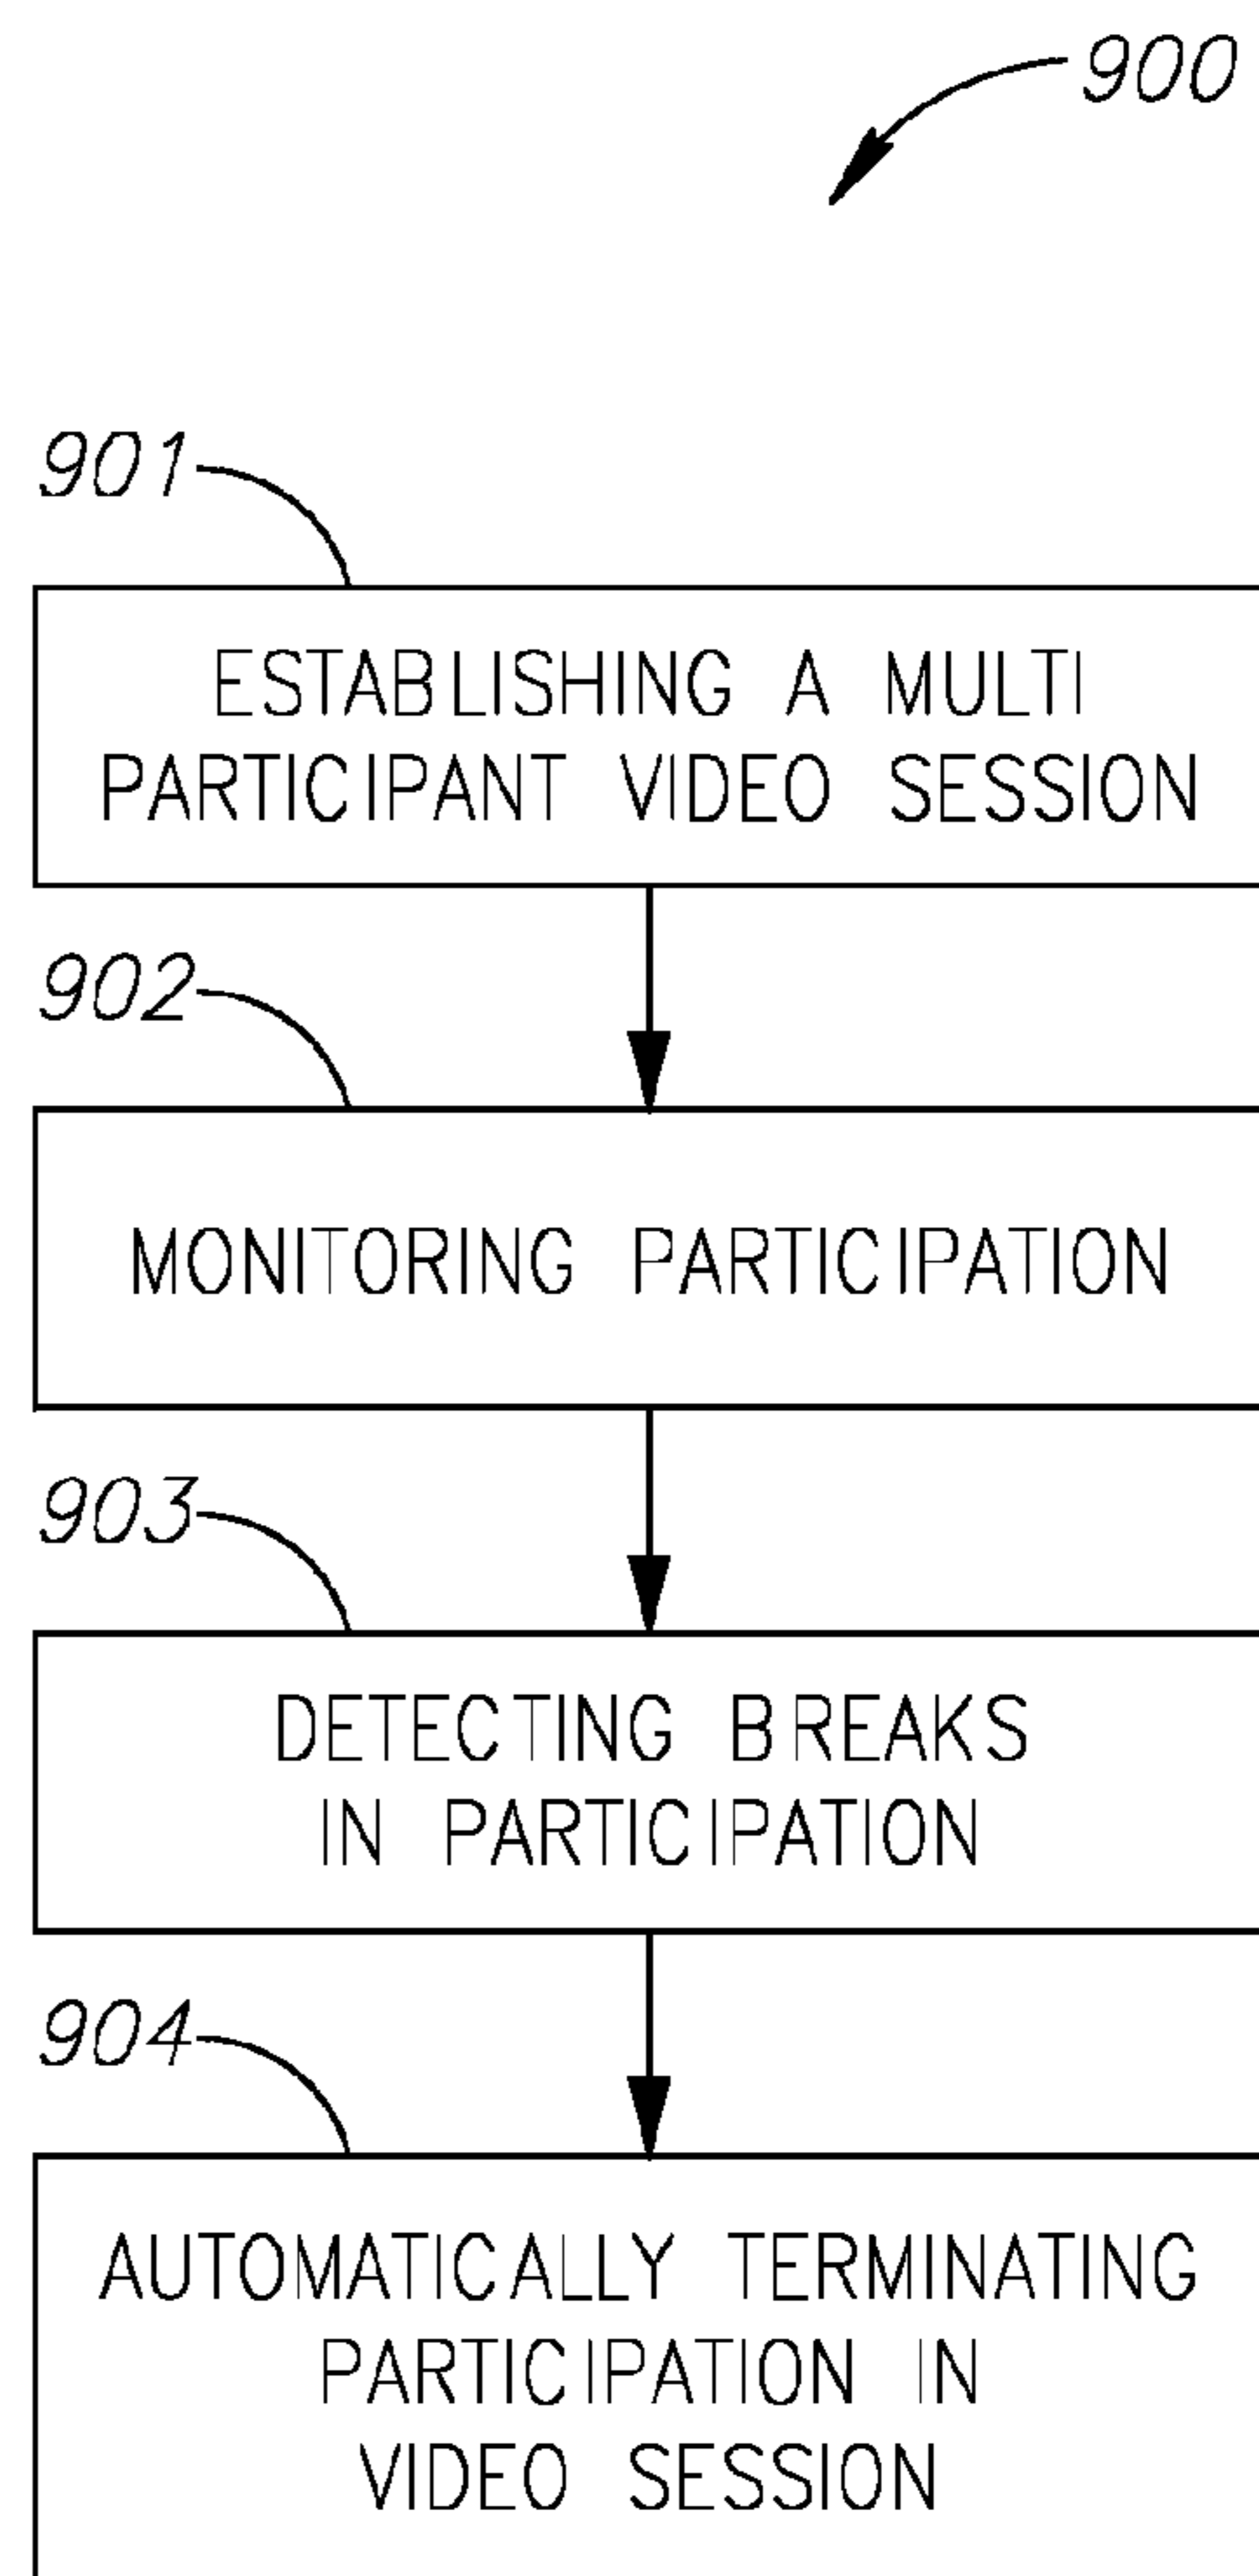 900
901
ESTABLISHING A MULTI
PARTICIPANT VIDEO SESSION
902
MONITORING PARTICIPATION
903
DETECTING BREAKS
IN PARTICIPATION
904
AUTOMATICALLY TERMINATING
PARTICIPATION IN
VIDEO SESSION